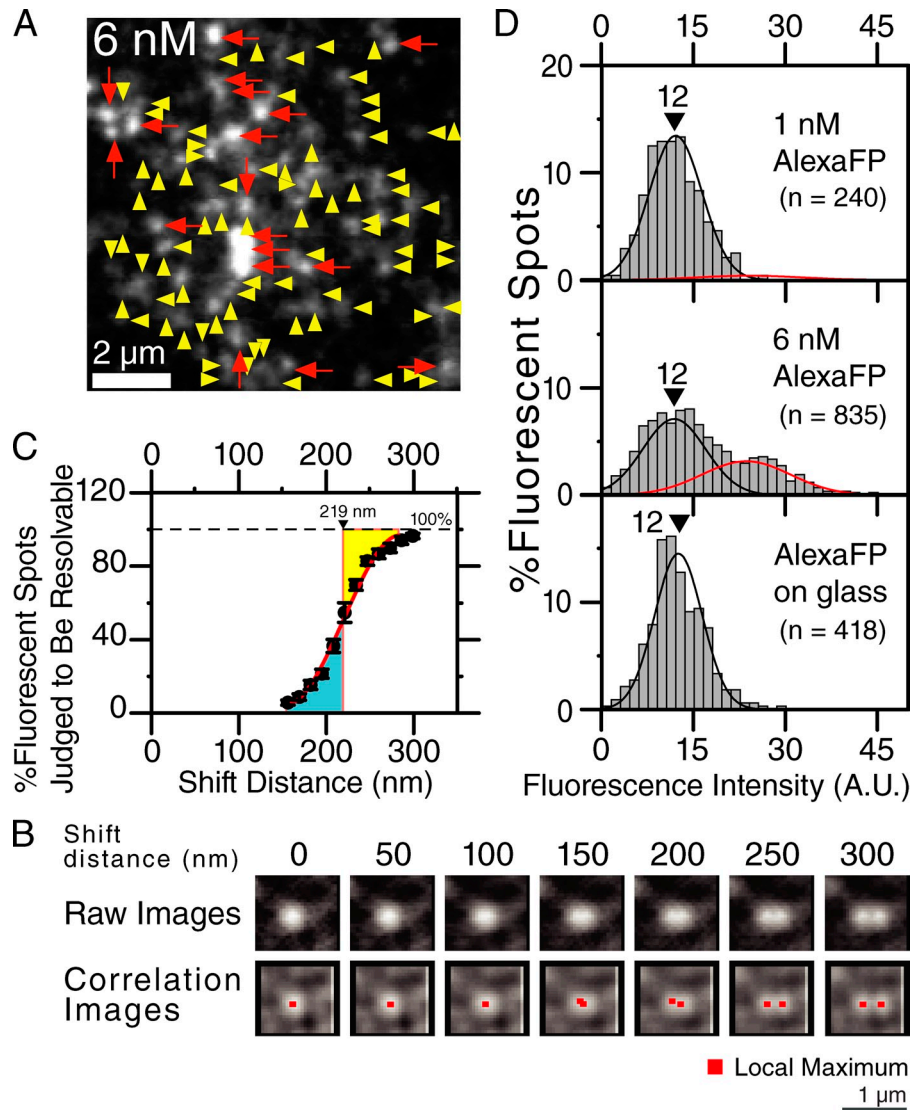 A
6 nM
2 μm
D
0 15 30 45
20
10
0
10
0
10
0
%Fluorescent Spots
12
1 nM
AlexaFP
(n = 240)
12
6 nM
AlexaFP
(n = 835)
12
AlexaFP
on glass
(n = 418)
0 15 30 45
Fluorescence Intensity (A.U.)
C
0 100 200 300
120
80
40
0
%Fluorescent Spots
Judged to Be Resolvable
219 nm
100%
0 100 200 300
Shift Distance (nm)
B
Shift
distance (nm)
0 50 100 150 200 250 300
Raw Images
Correlation
Images
Local Maximum
1 μm